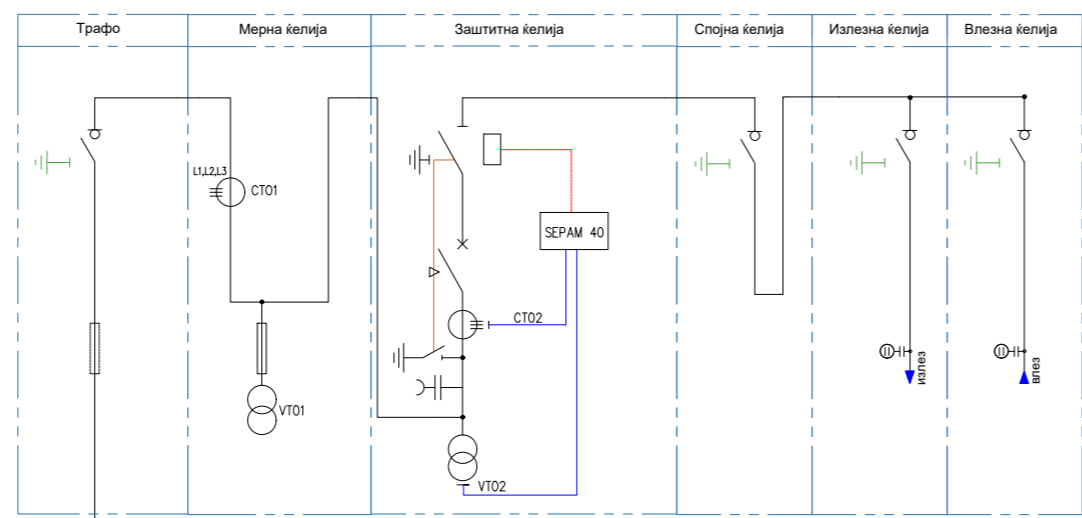 Трафо
Мерна ќелија
Заштитна ќелија
Спојна ќелија
Излезна ќелија
Влезна ќелија
L1,L2,L3
CT01
SEPAM 40
CT02
VT01
VT02
излез
влез